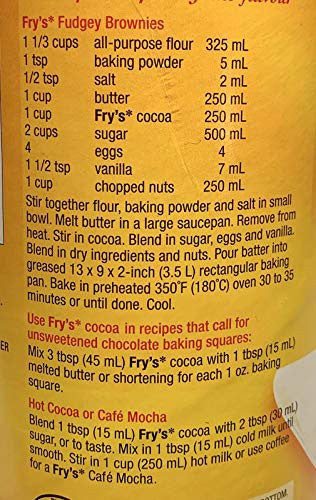 flavour
Fry's* Fudgey Brownies
1 1/3 cups all-purpose flour 325 mL
1 tsp baking powder 5 mL
1/2 tsp salt 2 mL
1 cup butter 250 mL
1 cup Fry's* cocoa 250 mL
2 cups sugar 500 mL
4 eggs 4
1 1/2 tsp vanilla 7 mL
1 cup chopped nuts 250 mL
Stir together flour, baking powder and salt in small
bowl. Melt butter in a large saucepan. Remove from
heat. Stir in cocoa. Blend in sugar, eggs and vanilla.
Blend in dry ingredients and nuts. Pour batter into
greased 13 x 9 x 2-inch (3.5 L) rectangular baking
pan. Bake in preheated 350°F (180°C) oven 30 to 35
minutes or until done. Cool.
Use Fry's* cocoa in recipes that call for
unsweetened chocolate baking squares:
Mix 3 tbsp (45 mL) Fry's* cocoa with 1 tbsp (15 mL)
melted butter or shortening for each 1 oz. baking
square.
Hot Cocoa or Café Mocha
Blend 1 tbsp (15 mL) Fry's* cocoa with 2 tbsp (30 mL)
sugar, or to taste. Mix in 1 tbsp (15 mL) cold milk until
smooth. Stir in 1 cup (250 mL) hot milk or use coffee
for a Fry's* Café Mocha.
ER
BOTTOM.